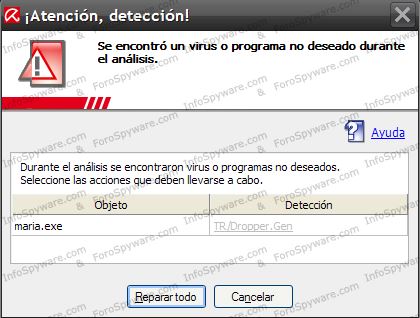 ¡Atención, detección!
Se encontró un virus o programa no deseado durante
el análisis.
Ayuda
Durante el análisis se encontraron virus o programas no deseados.
Seleccione las acciones que deben llevarse a cabo.
Objeto Detección
maria.exe TR/Dropper.Gen
Reparar todo Cancelar
InfoSpyware.com & ForoSpyware.com